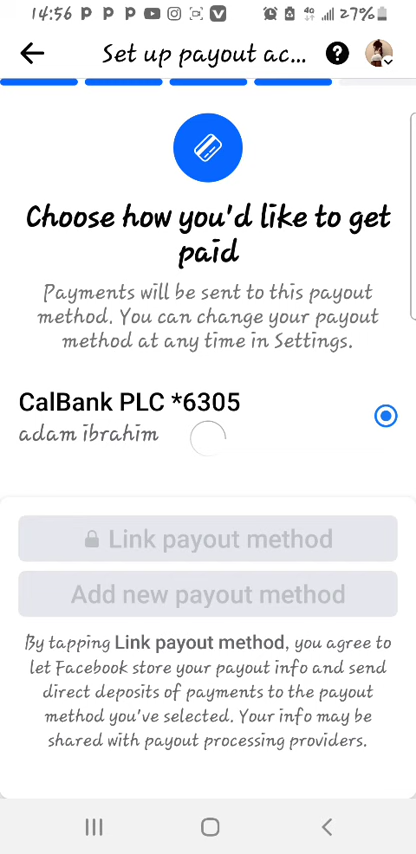 14:56
4G 27%
Set up payout ac...
Choose how you'd like to get
paid
Payments will be sent to this payout
method. You can change your payout
method at any time in Settings.
CalBank PLC *6305
adam ibrahim
Link payout method
Add new payout method
By tapping Link payout method, you agree to
let Facebook store your payout info and send
direct deposits of payments to the payout
method you've selected. Your info may be
shared with payout processing providers.